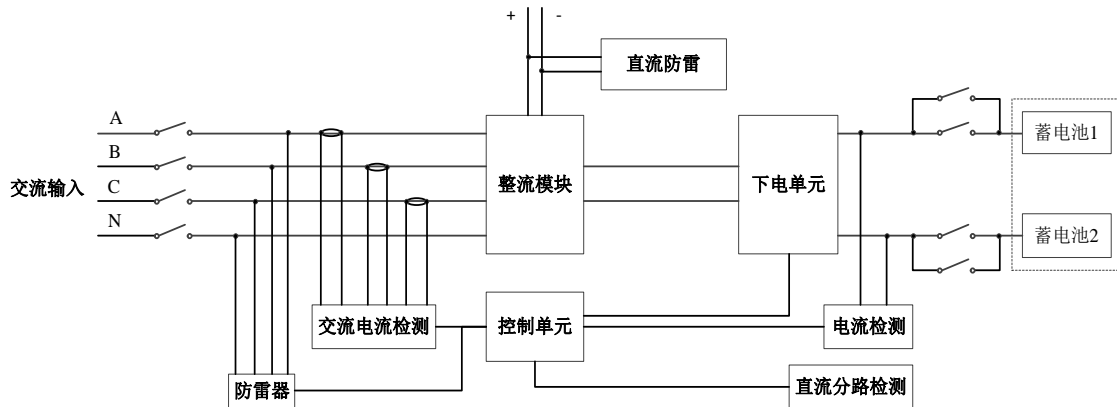 + -
直流防雷
A
蓄电池1
B
整流模块
下电单元
交流输入
C
N
蓄电池2
交流电流检测
控制单元
电流检测
防雷器
直流分路检测